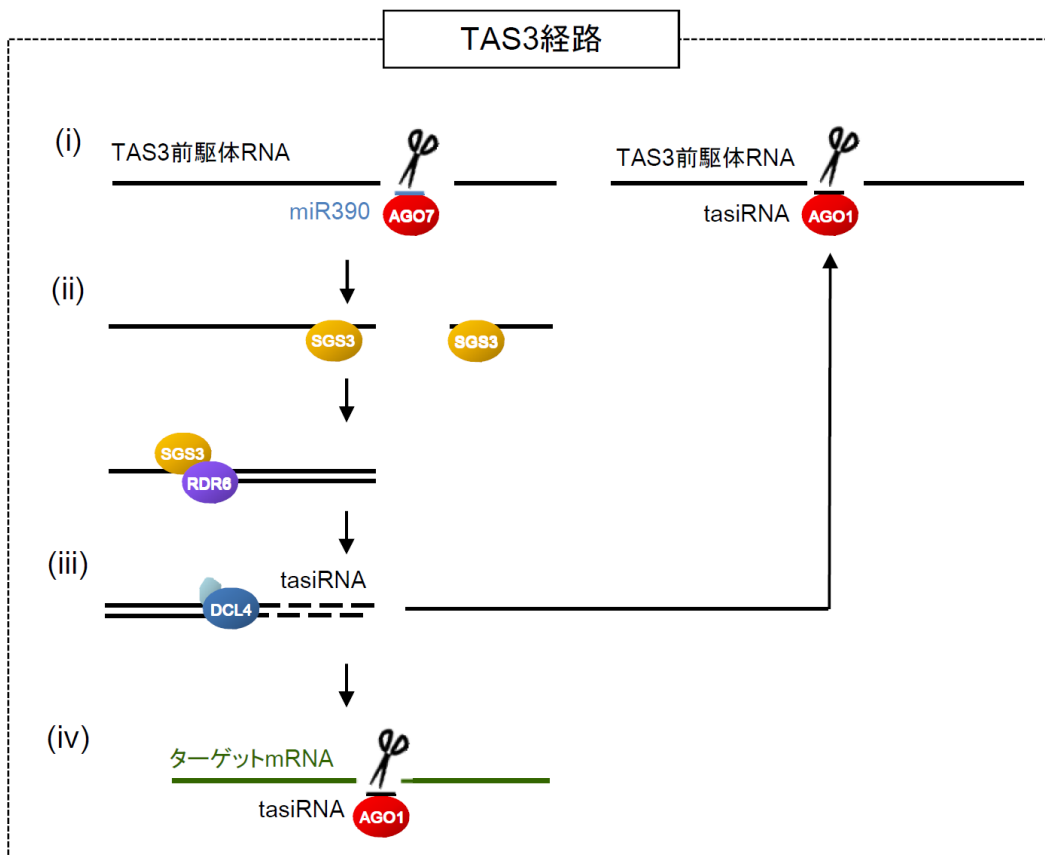 TAS3経路
(i)
TAS3前駆体RNA
miR390
AGO7
TAS3前駆体RNA
tasiRNA
AGO1
(ii)
SGS3
SGS3
SGS3
RDR6
(iii)
tasiRNA
DCL4
(iv)
ターゲットmRNA
tasiRNA
AGO1